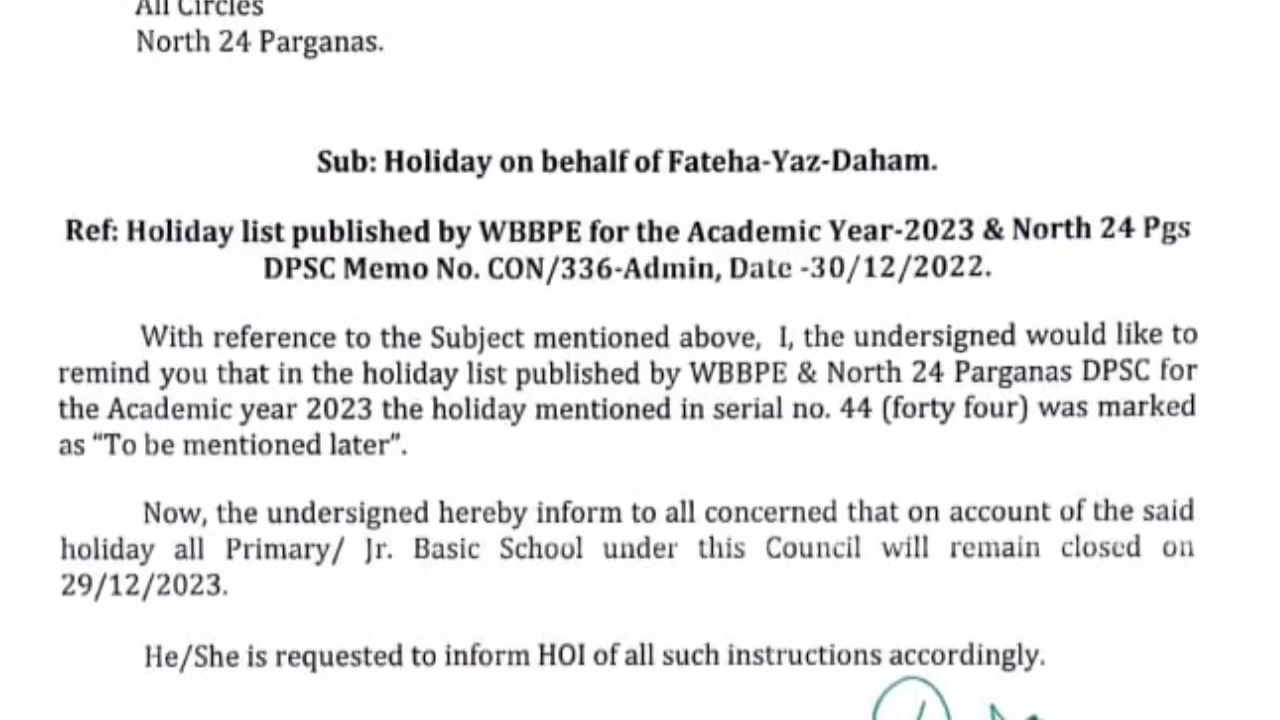 All Circles
North 24 Parganas.
Sub: Holiday on behalf of Fateha-Yaz-Daham.
Ref: Holiday list published by WBBPE for the Academic Year-2023 & North 24 Pgs
DPSC Memo No. CON/336-Admin, Date -30/12/2022.
With reference to the Subject mentioned above, I, the undersigned would like to
remind you that in the holiday list published by WBBPE & North 24 Parganas DPSC for
the Academic year 2023 the holiday mentioned in serial no. 44 (forty four) was marked
as “To be mentioned later”.
Now, the undersigned hereby inform to all concerned that on account of the said
holiday all Primary/ Jr. Basic School under this Council will remain closed on
29/12/2023.
He/She is requested to inform HOI of all such instructions accordingly.